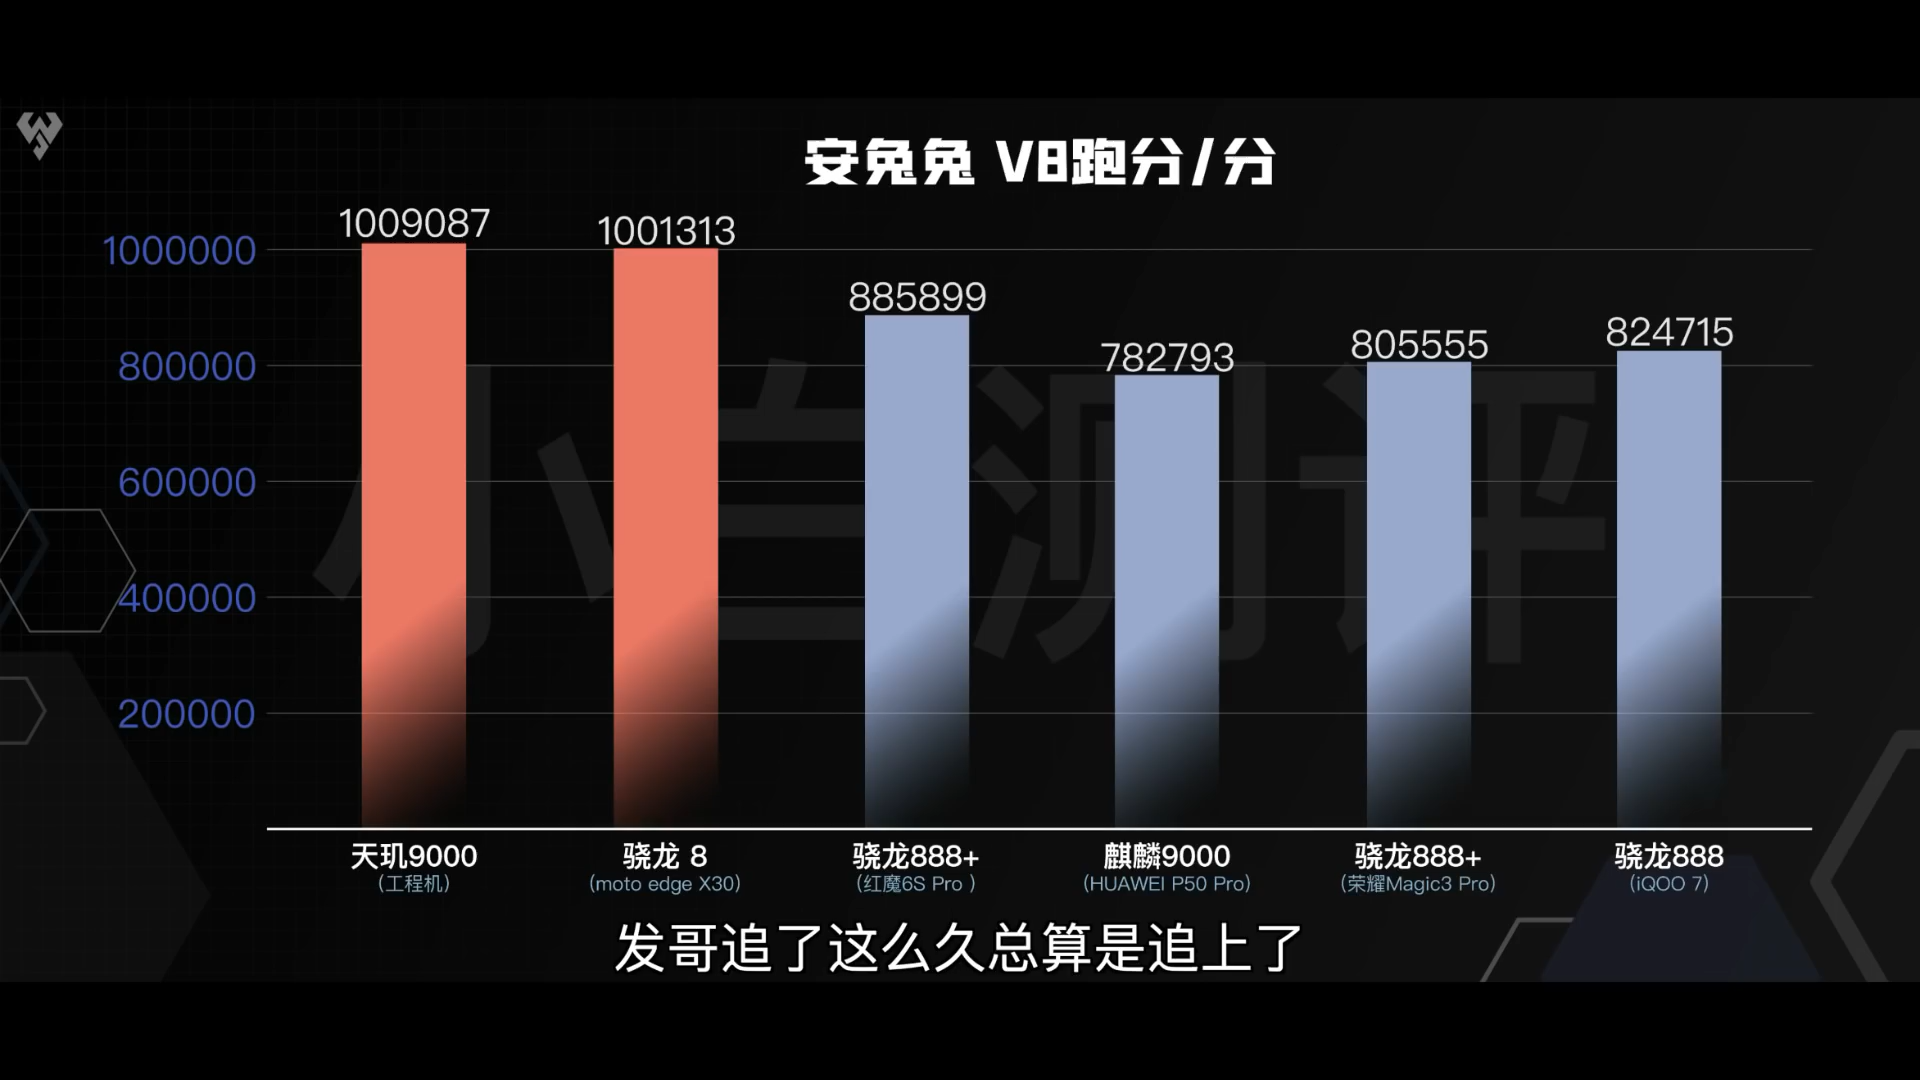 安兔兔 V8跑分/分
1009087
1001313
885899
782793
805555
824715
1000000
800000
600000
400000
200000
小白测评
天玑9000
(工程机)
骁龙 8
(moto edge X30)
骁龙888+
(红魔6S Pro )
麒麟9000
(HUAWEI P50 Pro)
骁龙888+
(荣耀Magic3 Pro)
骁龙888
(iQOO 7)
发哥追了这么久总算是追上了